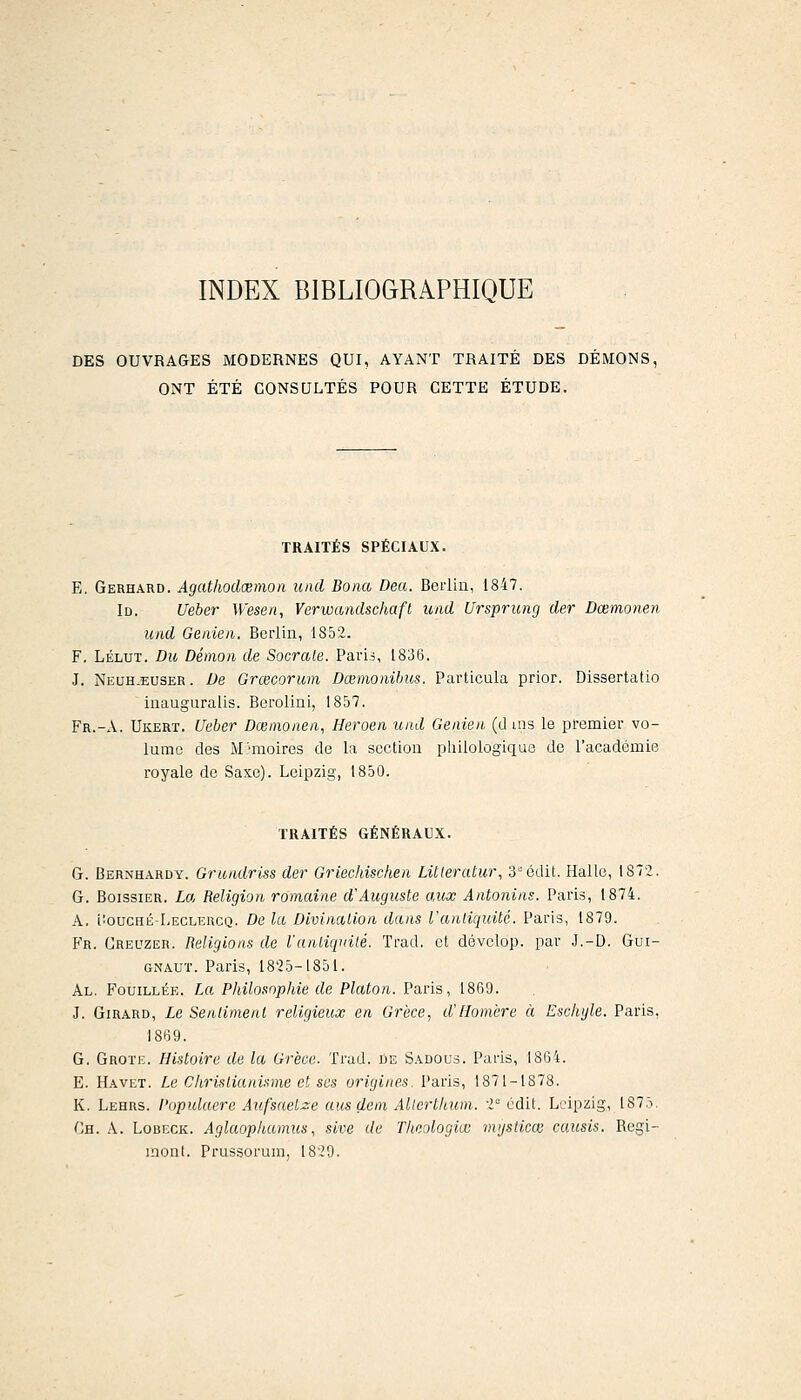 INDEX BIBLIOGRAPHIQUE
DES OUVRAGES MODERNES QUI, AYANT TRAITÉ DES DÉMONS,
ONT ÉTÉ CONSULTÉS POUR CETTE ÉTUDE.
TRAITÉS SPÉCIAUX.
E. GERHARD. Agathodœmon und Bona Dea. Berlin, 1847.
ID. Ueber Wesen, Verwandschaft und Ursprung der Dœmonen
und Genien. Berlin, 1852.
F. LÉLUT. Du Démon de Socrate. Paris, 1836.
J. NEUHÆUSER. De Grœcorum Dœmonibus. Particula prior. Dissertatio
inauguralis. Berolini, 1857.
FR.-A. UKERT. Ueber Dœmonen, Heroen und Genien (dans le premier vo-
lume des Mémoires de la section philologique de l'académie
royale de Saxe). Leipzig, 1850.
TRAITÉS GÉNÉRAUX.
G. BERNHARDY. Grundriss der Griechischen Litteratur, 3e édit. Halle, 1872.
G. BOISSIER. La Religion romaine d'Auguste aux Antonins. Paris, 1874.
A. BOUCHÉ-LECLERCQ. De la Divination dans l'antiquité. Paris, 1879.
FR. CREUZER. Religions de l'antiquité. Trad. et dévelop. par J.-D. GUI-
GNAUT. Paris, 1825-1851.
AL. FOUILLÉE. La Philosophie de Platon. Paris, 1869.
J. GIRARD, Le Sentiment religieux en Grèce, d'Homère à Eschyle. Paris,
1869.
G. GROTE. Histoire de la Grèce. Trad. DE SADOUS. Paris, 1864.
E. HAVET. Le Christianisme et ses origines. Paris, 1871-1878.
K. LEHRS. Populaere Aufsaetze aus dem Alterthum. 2e édit. Leipzig, 1875.
CH. A. LOBECK. Aglaophamus, sive de Theologiœ mysticœ causis. Regi-
mont. Prussorum, 1829.